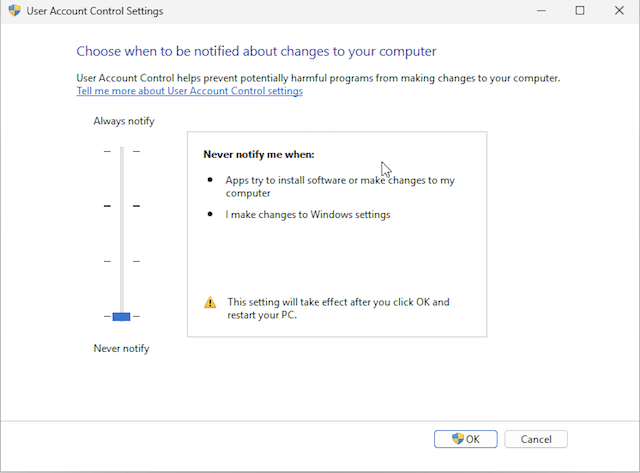 User Account Control Settings
Choose when to be notified about changes to your computer
User Account Control helps prevent potentially harmful programs from making changes to your computer.
Tell me more about User Account Control settings
Always notify
Never notify me when:
Apps try to install software or make changes to my
computer
I make changes to Windows settings
This setting will take effect after you click OK and
restart your PC.
Never notify
OK
Cancel